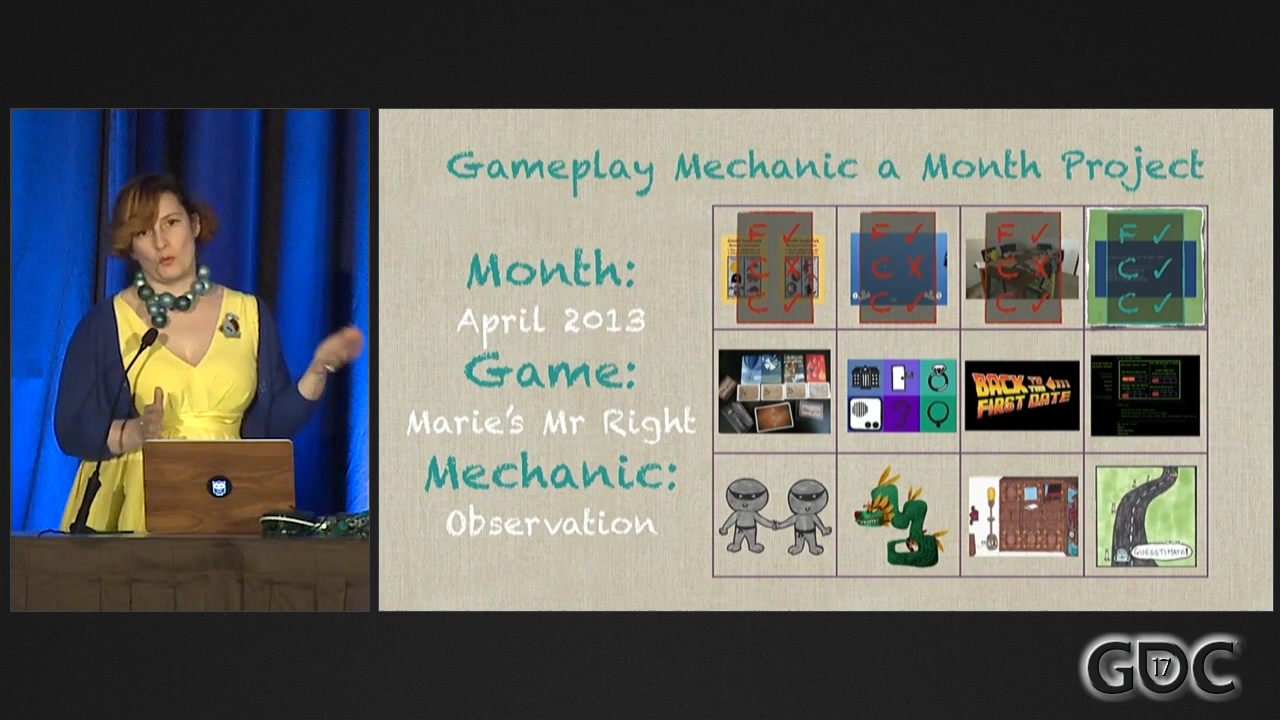 Gameplay Mechanic a Month Project
Month:
April 2013
Game:
Marie's Mr Right
Mechanic:
Observation
F ✓
C X
C ✓
F ✓
C X
C ✓
F ✓
C X
C ✓
F ✓
C ✓
C ✓
BACK TO THE FIRST DATE
GUESSTIMATE!
GDC 17